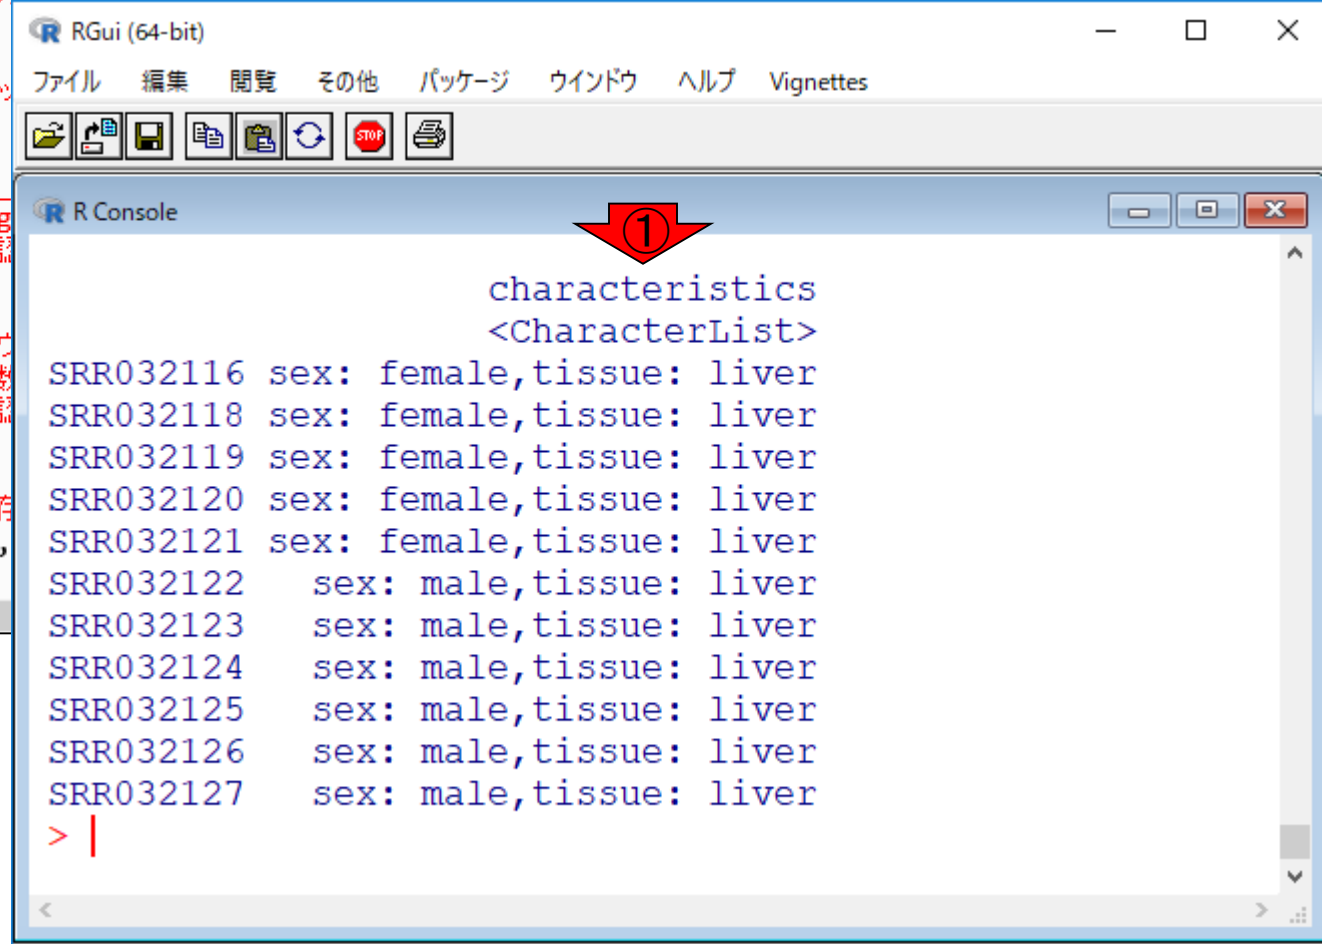 RGui (64-bit)
ファイル 編集 閲覧 その他 パッケージ ウインドウ ヘルプ Vignettes
STOP
R Console
①
characteristics
<CharacterList>
SRR032116 sex: female,tissue: liver
SRR032118 sex: female,tissue: liver
SRR032119 sex: female,tissue: liver
SRR032120 sex: female,tissue: liver
SRR032121 sex: female,tissue: liver
SRR032122 sex: male,tissue: liver
SRR032123 sex: male,tissue: liver
SRR032124 sex: male,tissue: liver
SRR032125 sex: male,tissue: liver
SRR032126 sex: male,tissue: liver
SRR032127 sex: male,tissue: liver
>